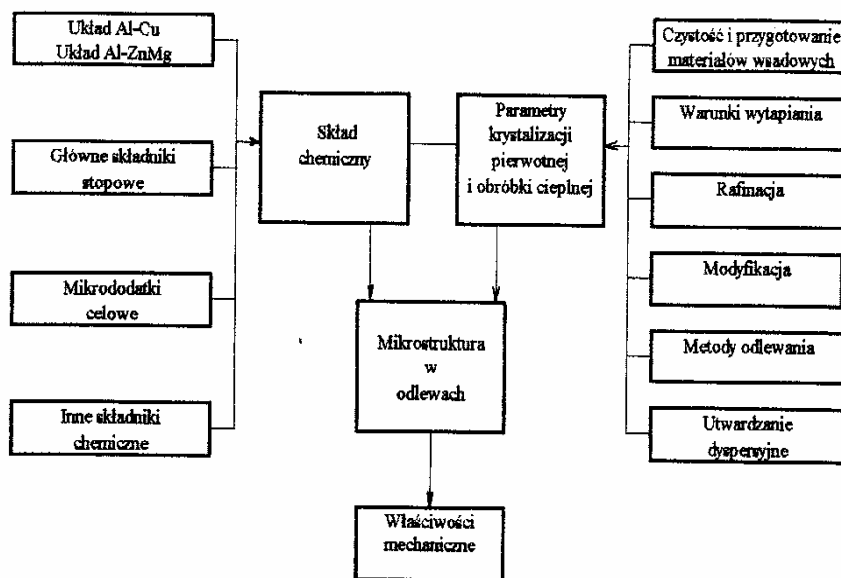 Układ Al-Cu
Układ Al-ZnMg
Główne składniki
stopowe
Mikrododatki
celowe
Inne składniki
chemiczne
Skład
chemiczny
Parametry
krystalizacji
pierwotnej
i obróbki cieplnej
Mikrostruktura
w
odlewach
Właściwości
mechaniczne
Czystość i przygotowanie
materiałów wsadowych
Warunki wytapiania
Rafinacja
Modyfikacja
Metody odlewania
Utwardzanie
dyspersyjne